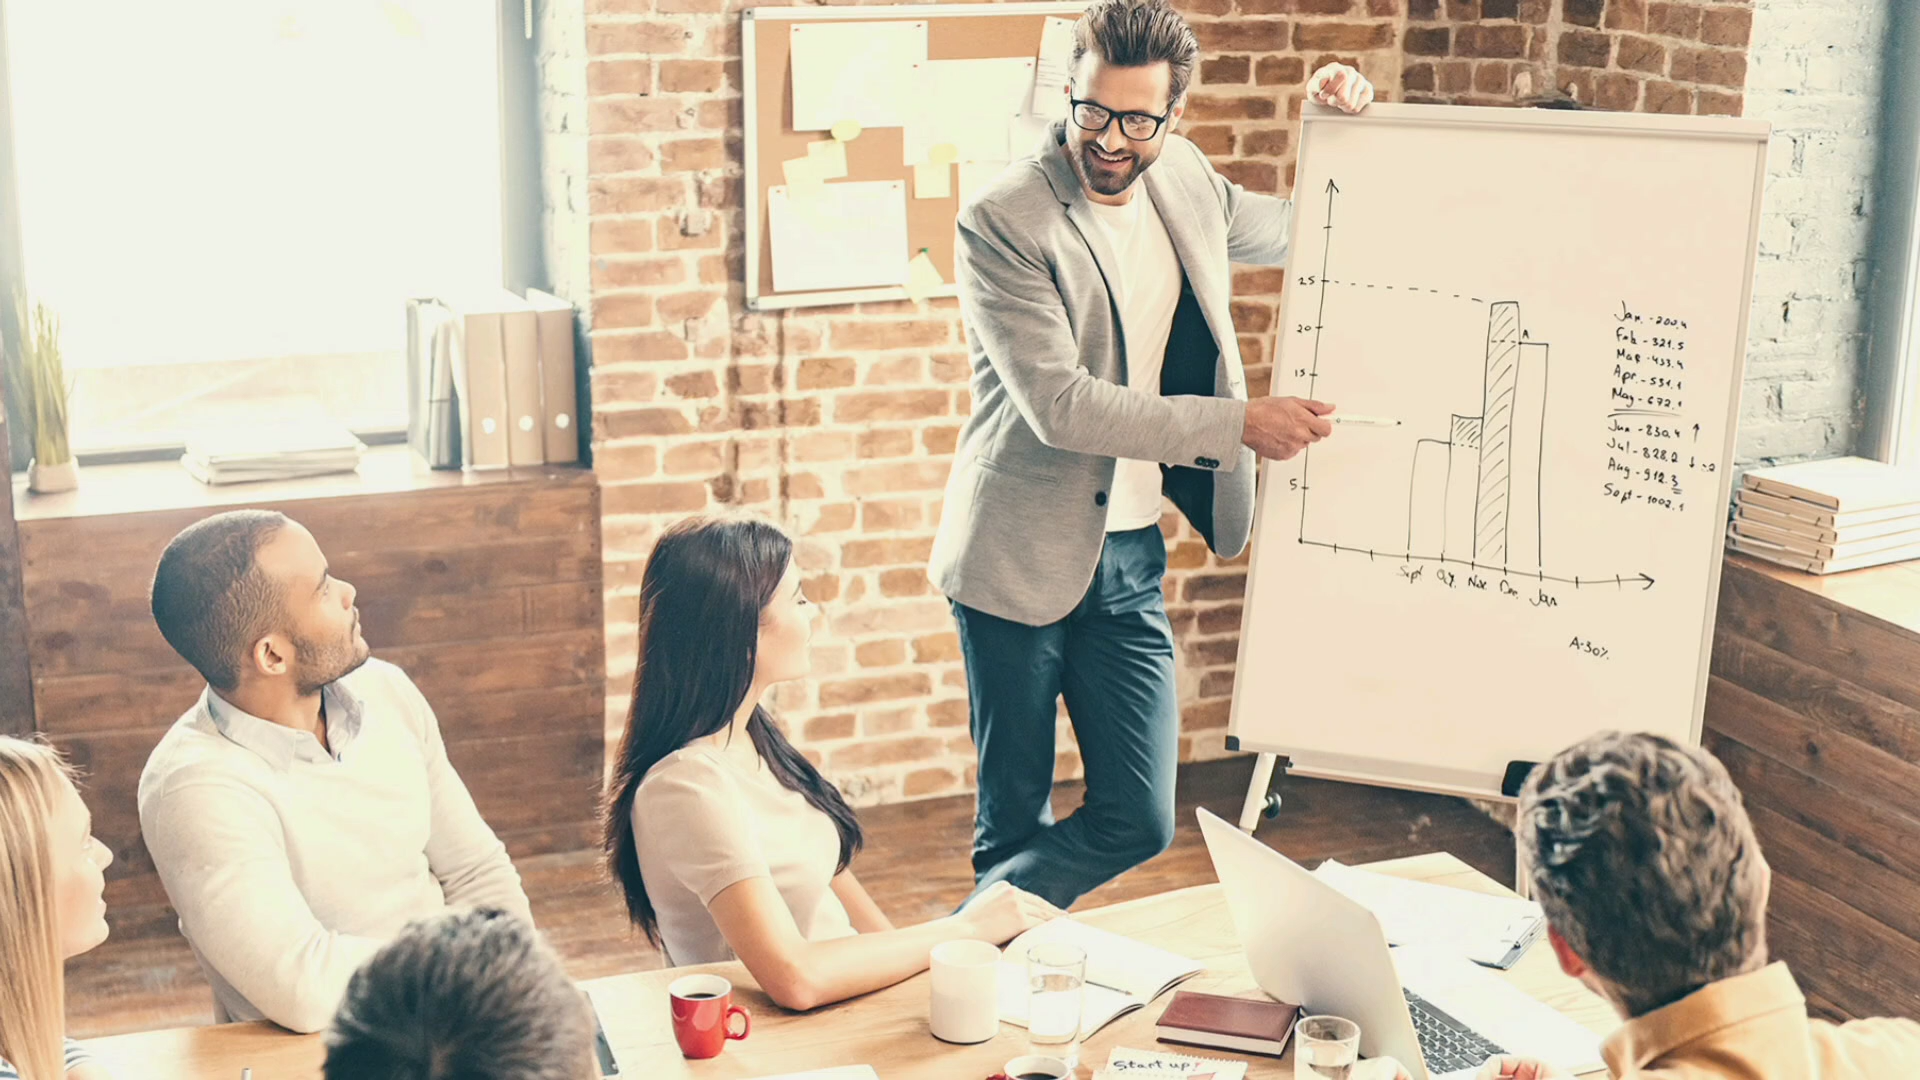 25
20
15
5
A
Sept Oct. Nov. Dec. Jan
Jan. - 200,4
Feb - 321.5
Mar - 433.4
Apr. - 551.1
May - 672.1
Jun - 830.4 ↑
Jul - 828.2 ↓ -2
Aug - 912.3
Sept - 1002.1
A-30%
Start up!